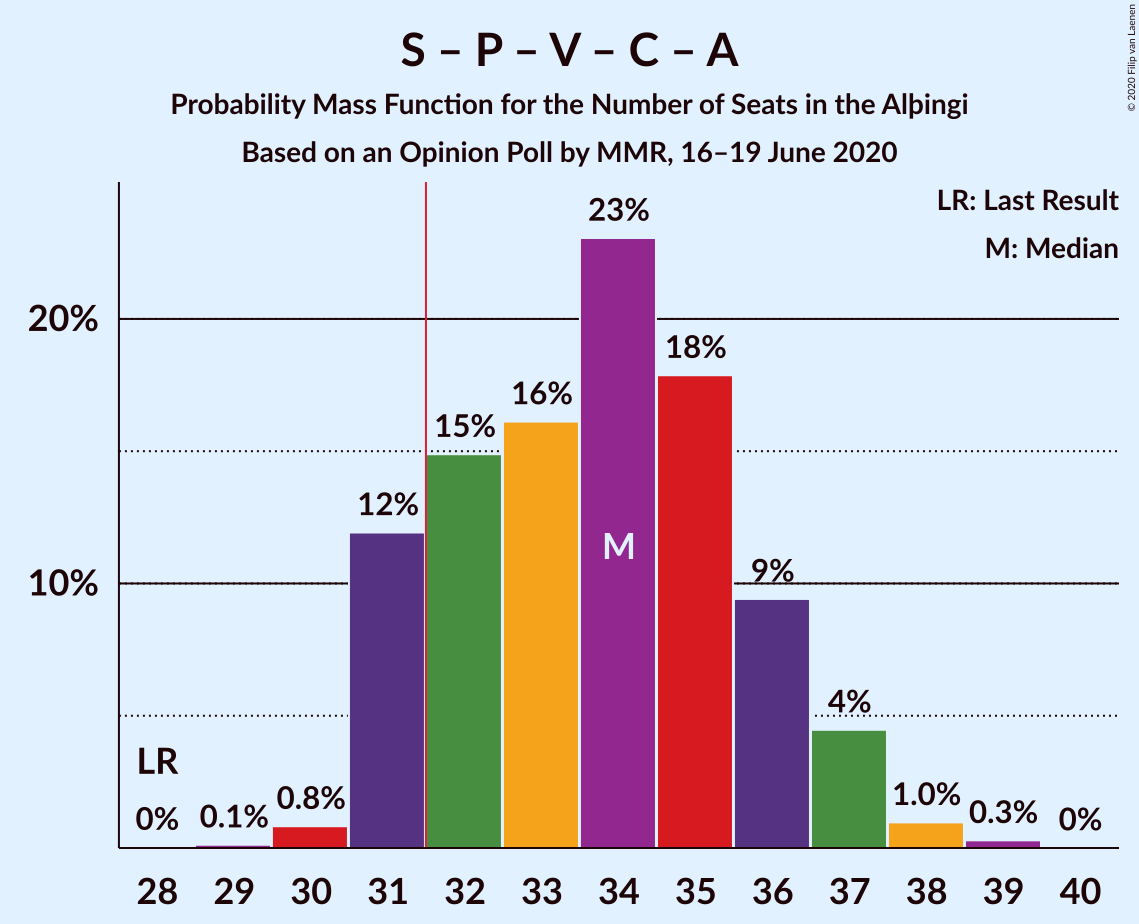 S – P – V – C – A
Probability Mass Function for the Number of Seats in the Alþingi
Based on an Opinion Poll by MMR, 16–19 June 2020
© 2020 Filip van Laenen
LR: Last Result
M: Median
23%
20%
18%
16%
15%
12%
M
10%
9%
4%
LR
0%
0.1%
0.8%
1.0%
0.3%
0%
28 29 30 31 32 33 34 35 36 37 38 39 40